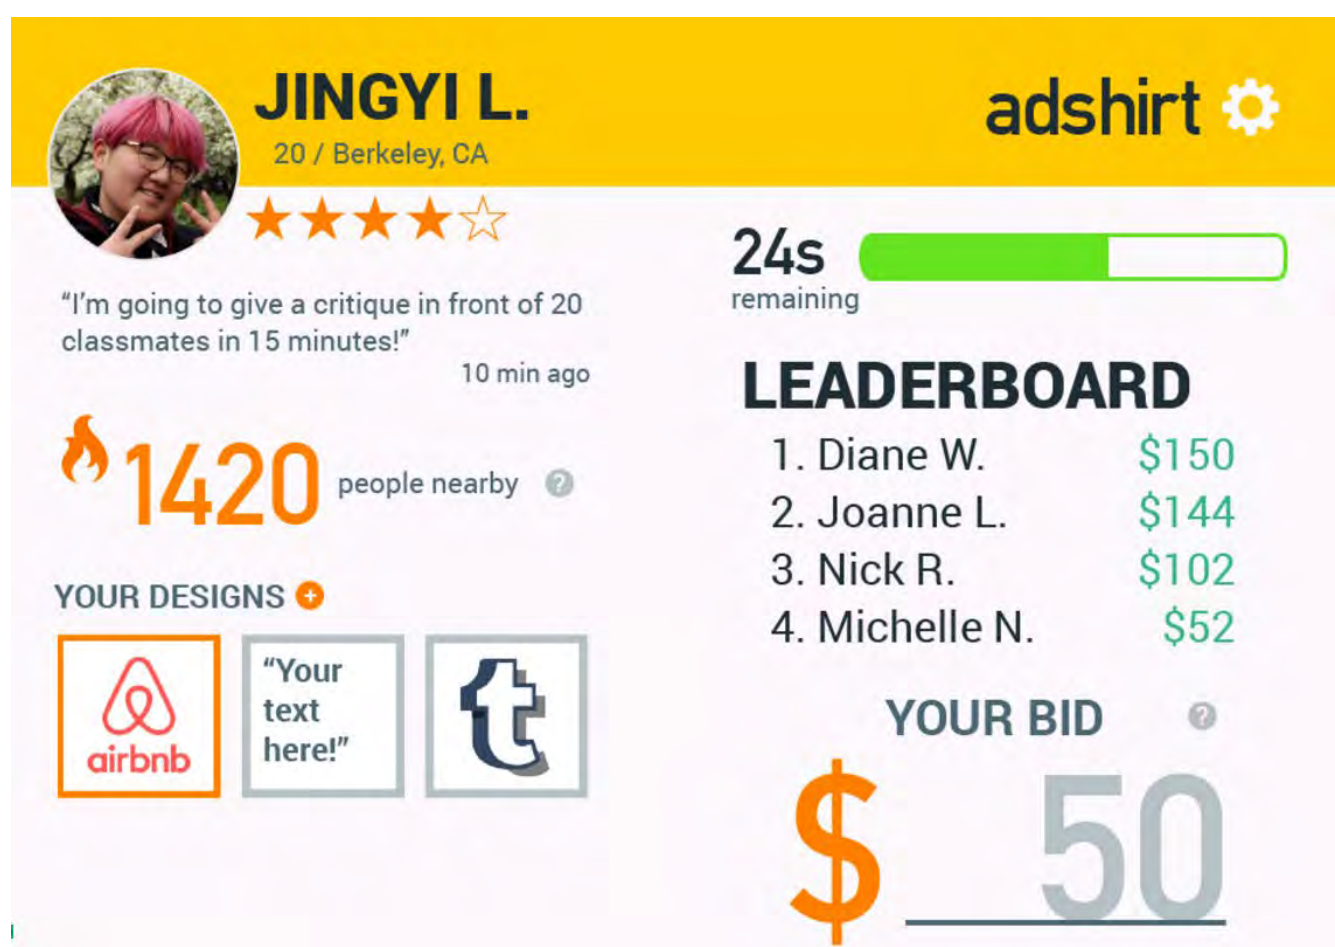 JINGYI L.
20 / Berkeley, CA
adshirt
“I’m going to give a critique in front of 20
classmates in 15 minutes!”
10 min ago
1420 people nearby ?
YOUR DESIGNS +
airbnb
“Your
text
here!”
t
24s
remaining
LEADERBOARD
1. Diane W. $150
2. Joanne L. $144
3. Nick R. $102
4. Michelle N. $52
YOUR BID ?
$ 50